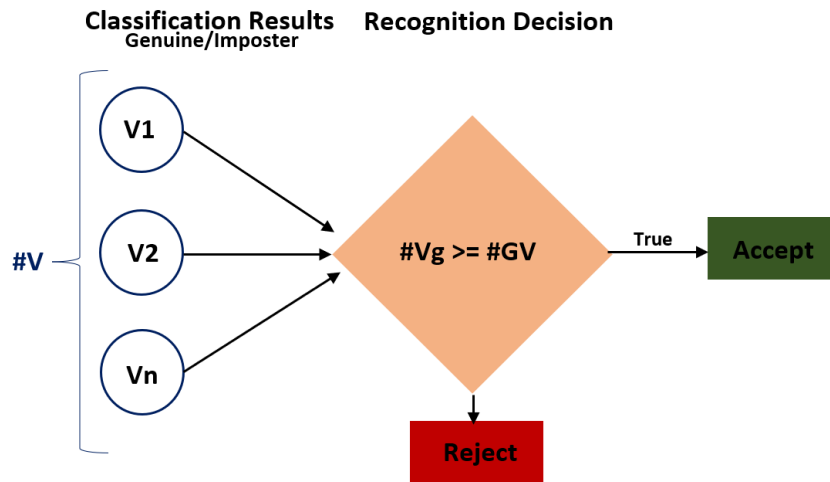 Classification Results
Genuine/Imposter
Recognition Decision
#V
V1
V2
Vn
#Vg >= #GV
True
Accept
Reject